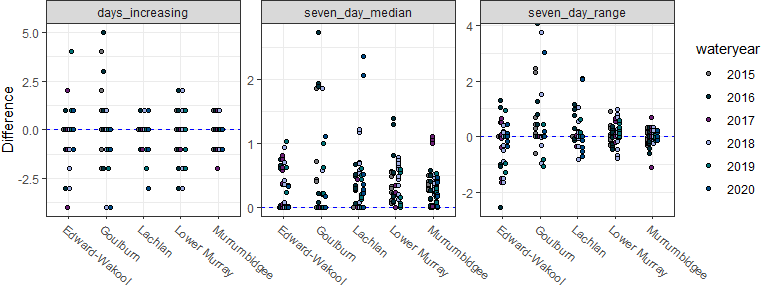 days_increasing
seven_day_median
seven_day_range
Difference
5.0
2.5
0.0
-2.5
2
1
0
4
2
0
-2
Edward-Wakool
Goulburn
Lachlan
Lower Murray
Murrumbidgee
Edward-Wakool
Goulburn
Lachlan
Lower Murray
Murrumbidgee
Edward-Wakool
Goulburn
Lachlan
Lower Murray
Murrumbidgee
wateryear
2015
2016
2017
2018
2019
2020